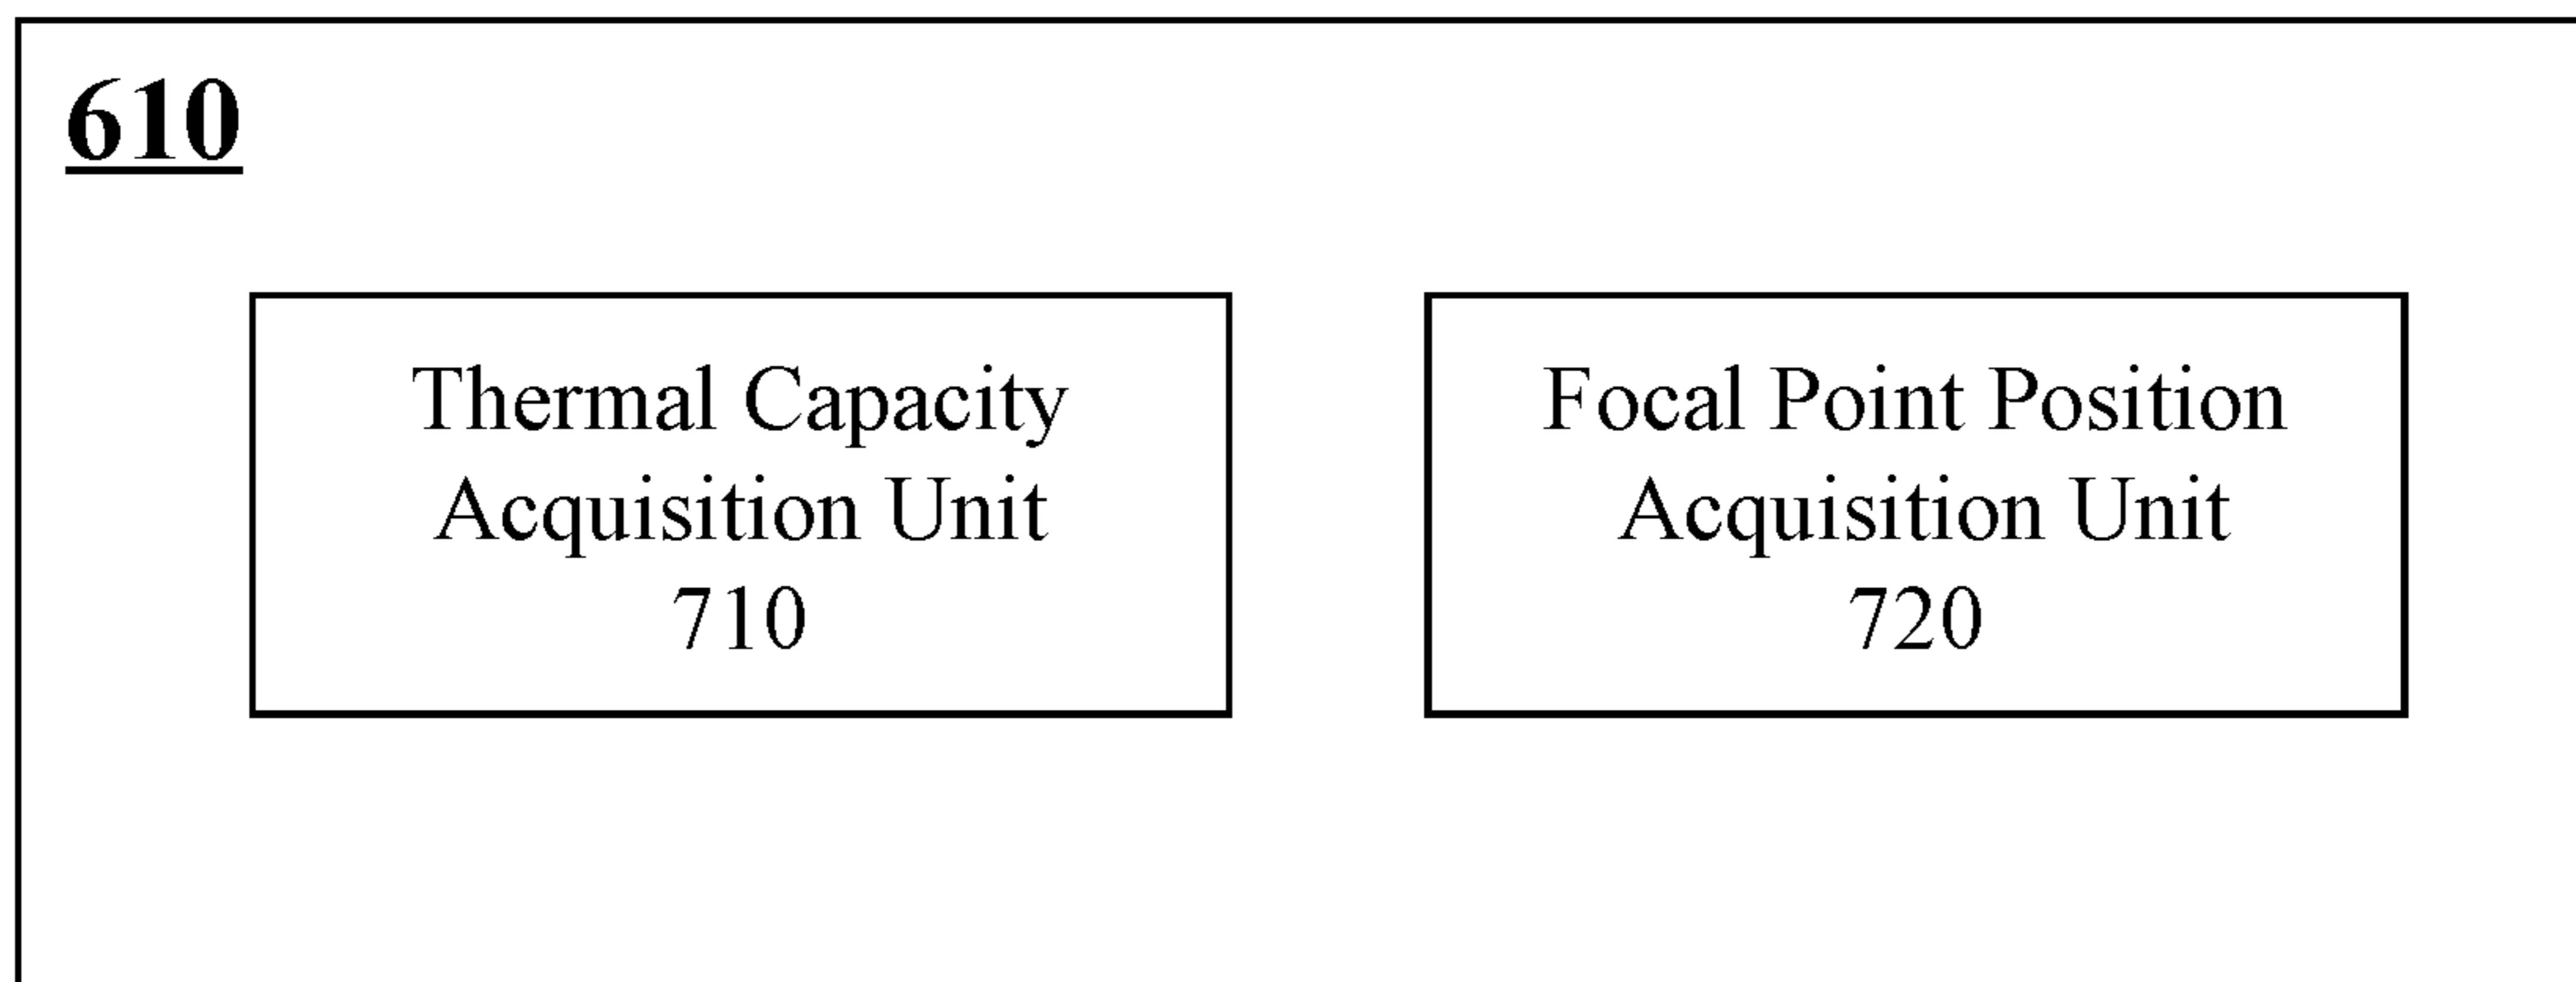 610
Thermal Capacity
Acquisition Unit
710
Focal Point Position
Acquisition Unit
720